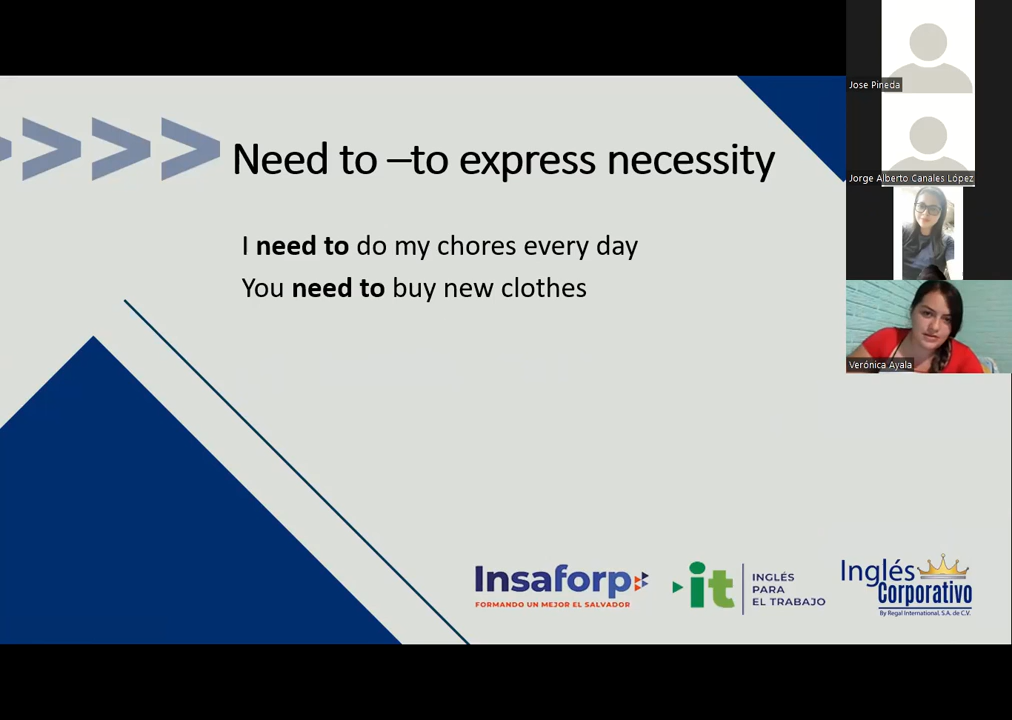 Need to –to express necessity
I need to do my chores every day
You need to buy new clothes
Insaforp
FORMANDO UN MEJOR EL SALVADOR
it
INGLÉS
PARA
EL TRABAJO
Inglés
Corporativo
By Regal International, S.A. de C.V.
Jose Pineda
Jorge Alberto Canales López
Verónica Ayala